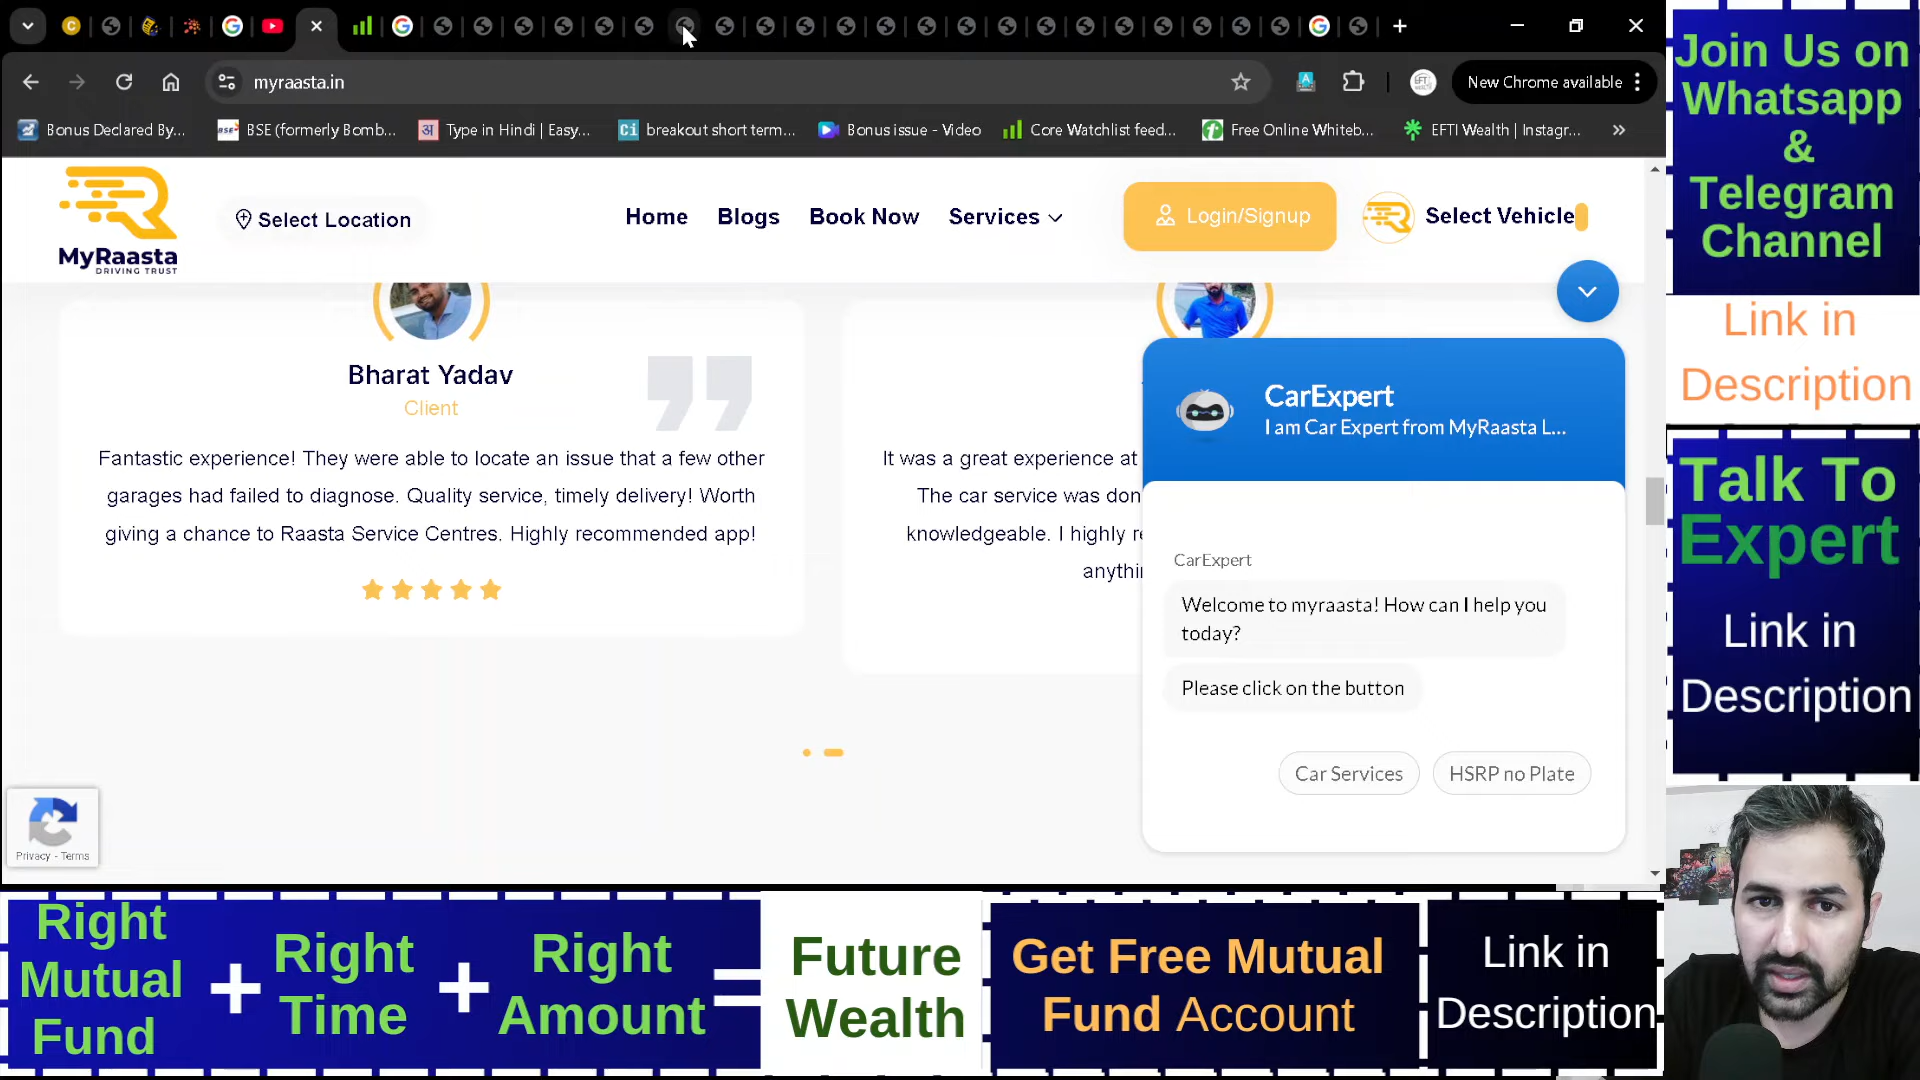 myraasta.in
New Chrome available
Bonus Declared By...
BSE (formerly Bomb...
Type in Hindi | Easy...
breakout short term...
Bonus issue - Video
Core Watchlist feed...
Free Online Whiteb...
EFTI Wealth | Instagr...
»
MyRaasta
DRIVING TRUST
Select Location
Home
Blogs
Book Now
Services
Login/Signup
Select Vehicle
Bharat Yadav
Client
Fantastic experience! They were able to locate an issue that a few other
garages had failed to diagnose. Quality service, timely delivery! Worth
giving a chance to Raasta Service Centres. Highly recommended app!
It was a great experience at
The car service was don
knowledgeable. I highly re
anythin
CarExpert
I am Car Expert from MyRaasta L...
CarExpert
Welcome to myraasta! How can I help you
today?
Please click on the button
Car Services
HSRP no Plate
Privacy - Terms
Join Us on
Whatsapp
&
Telegram
Channel
Link in
Description
Talk To
Expert
Link in
Description
Right
Mutual
Fund
+
Right
Time
+
Right
Amount
=
Future
Wealth
Get Free Mutual
Fund Account
Link in
Description